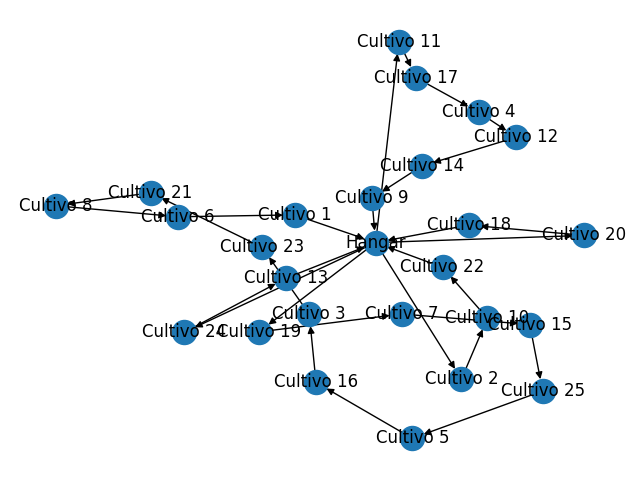 Cultivo 11
Cultivo 17
Cultivo 4
Cultivo 12
Cultivo 14
Cultivo 21
Cultivo 9
Cultivo 8
Cultivo 6
Cultivo 1
Cultivo 18
Cultivo 20
Hangar
Cultivo 23
Cultivo 22
Cultivo 13
Cultivo 3
Cultivo 7
Cultivo 10
Cultivo 15
Cultivo 24
Cultivo 19
Cultivo 2
Cultivo 16
Cultivo 25
Cultivo 5